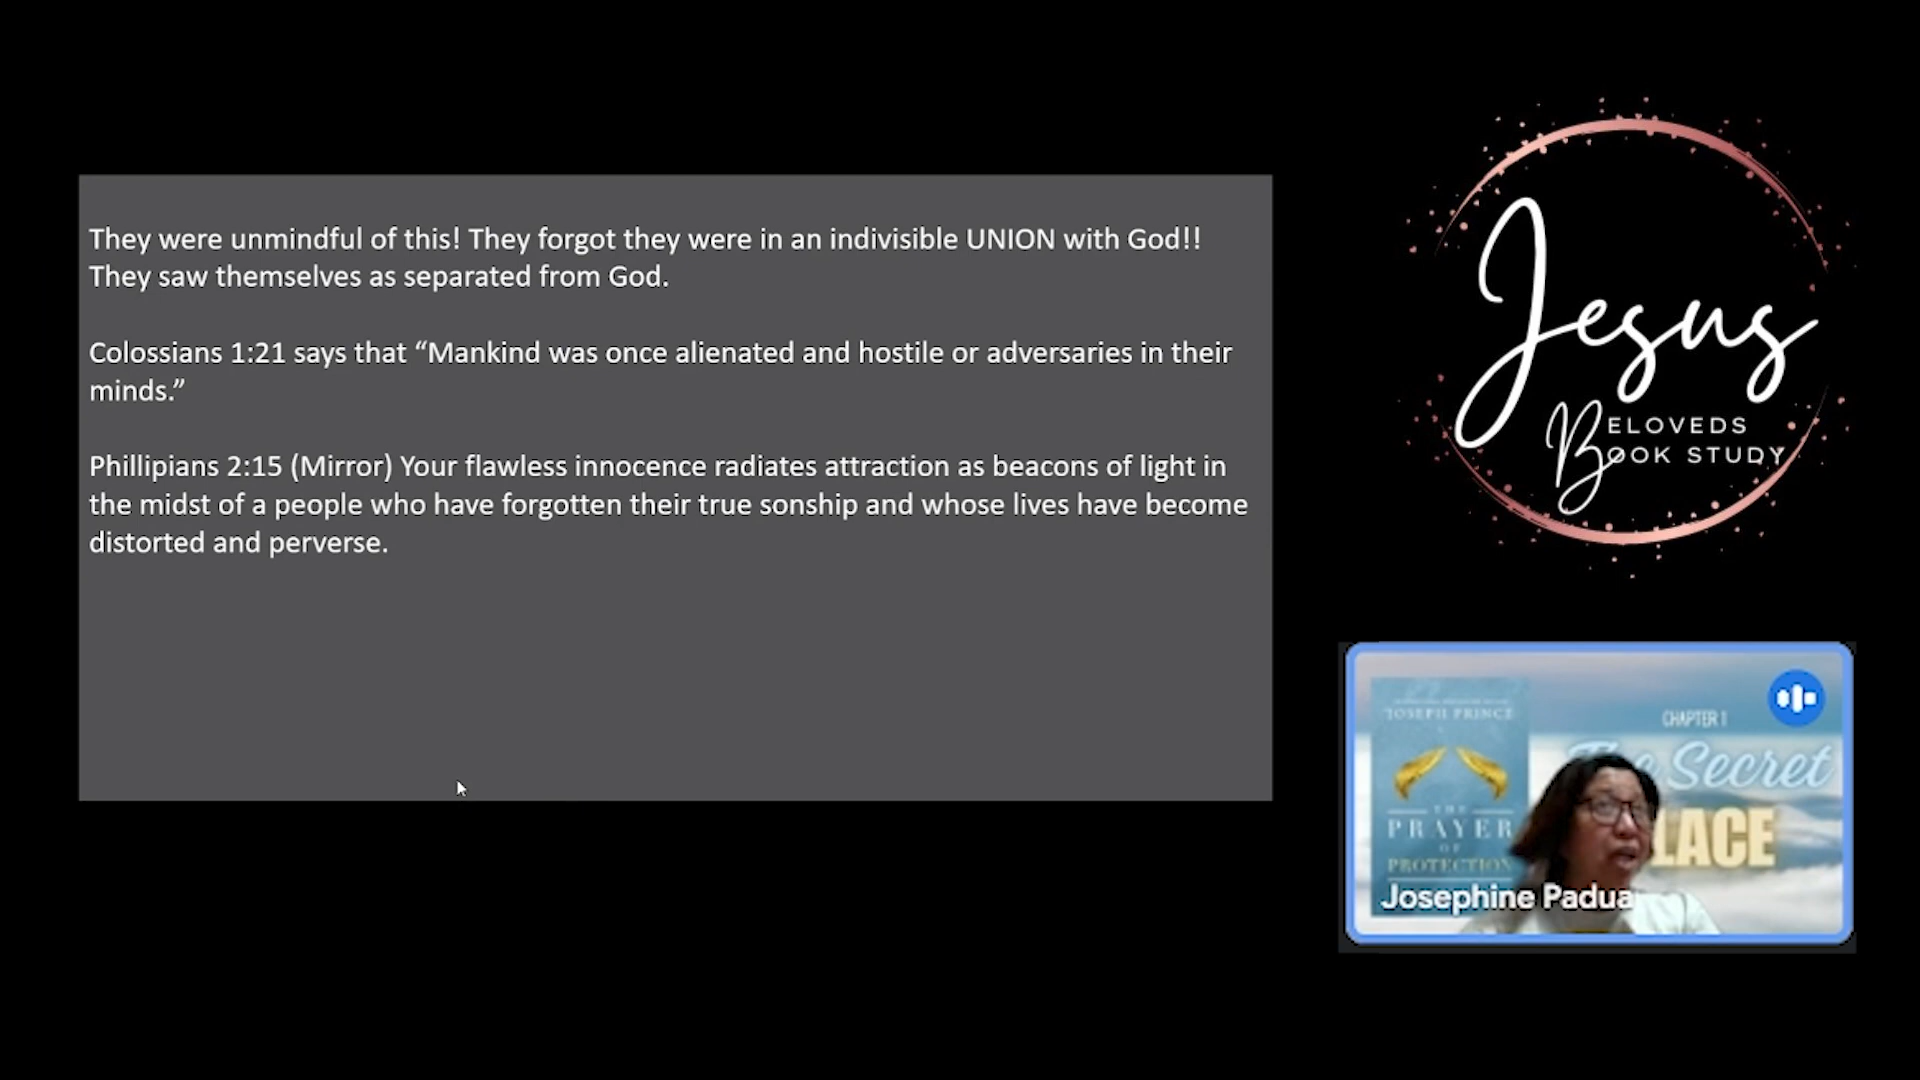 They were unmindful of this! They forgot they were in an indivisible UNION with God!!
They saw themselves as separated from God.
Colossians 1:21 says that “Mankind was once alienated and hostile or adversaries in their
minds.”
Phillipians 2:15 (Mirror) Your flawless innocence radiates attraction as beacons of light in
the midst of a people who have forgotten their true sonship and whose lives have become
distorted and perverse.
Jesus
BELOVEDS
BOOK STUDY
JOSEPH PRINCE
THE
PRAYER
OF
PROTECTION
CHAPTER 1
Secret
LACE
Josephine Padua